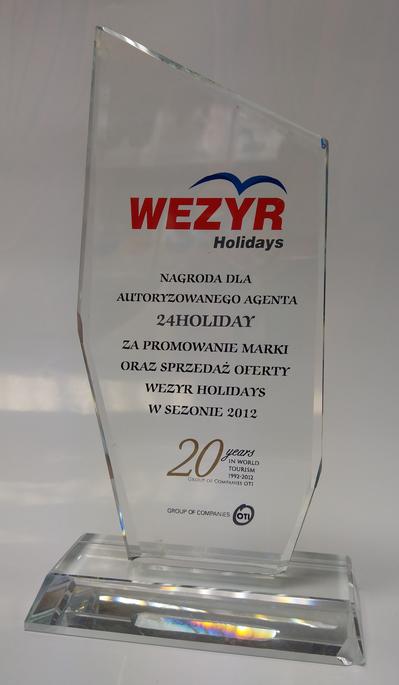 WEZYR
Holidays
NAGRODA DLA
AUTORYZOWANEGO AGENTA
24HOLIDAY
ZA PROMOWANIE MARKI
ORAZ SPRZEDAŻ OFERTY
WEZYR HOLIDAYS
W SEZONIE 2012
20 years
IN WORLD
TOURISM
1992-2012
GROUP OF COMPANIES OTI
GROUP OF COMPANIES OTI